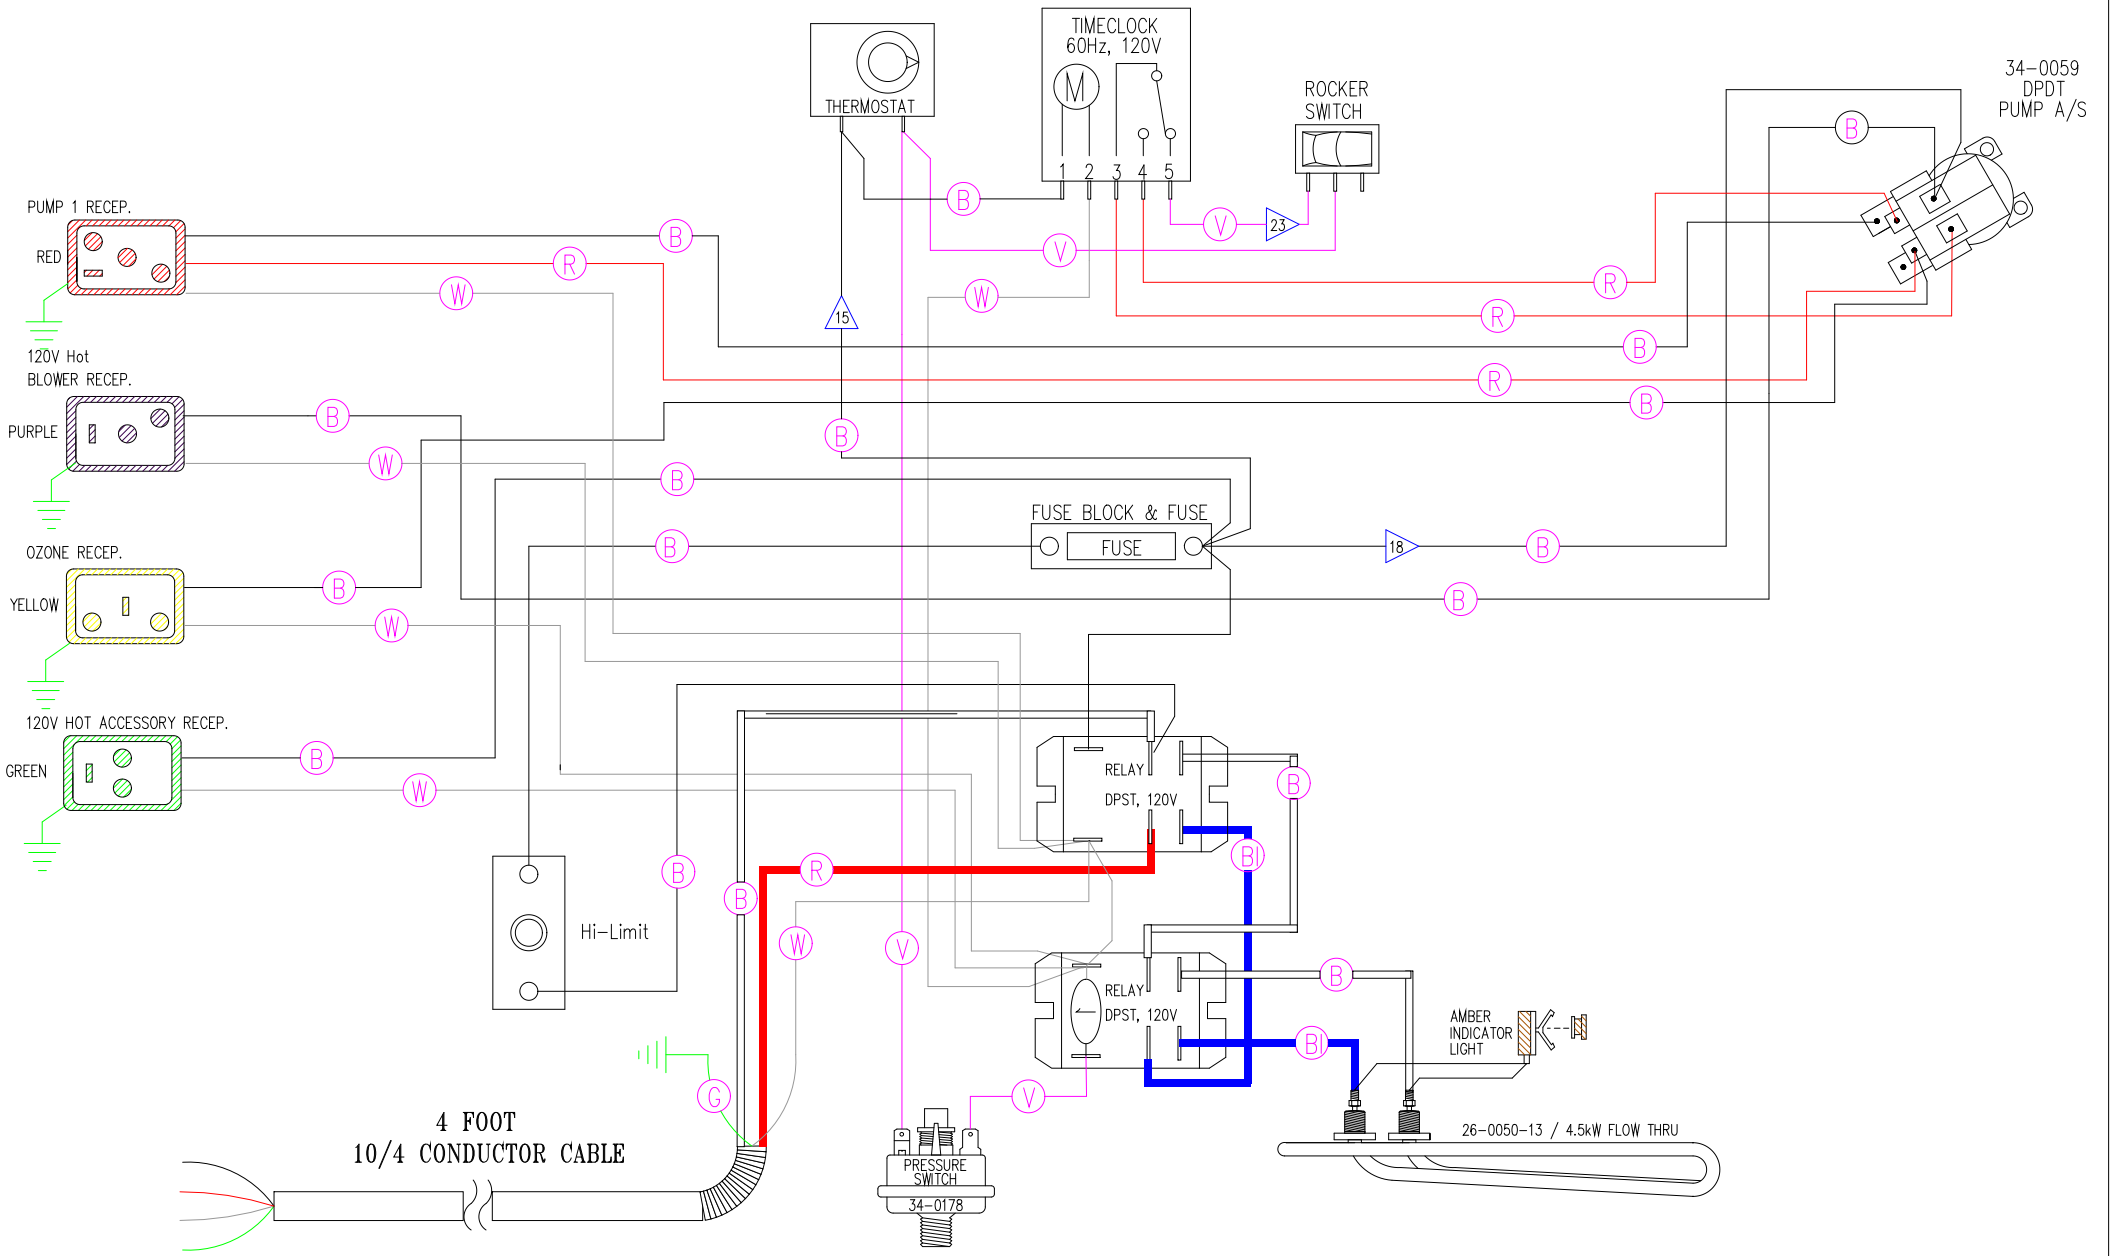 TIMECLOCK
60Hz, 120V
M
1 2 3 4 5
THERMOSTAT
ROCKER
SWITCH
34-0059
DPDT
PUMP A/S
B
B
V
23
V
W
R
R
15
PUMP 1 RECEP.
RED
B
R
W
B
R
B
120V Hot
BLOWER RECEP.
PURPLE
B
W
B
B
FUSE BLOCK & FUSE
FUSE
B
18
B
B
OZONE RECEP.
YELLOW
B
W
120V HOT ACCESSORY RECEP.
GREEN
B
W
RELAY
DPST, 120V
B
Bl
R
B
B
Hi-Limit
W
V
RELAY
DPST, 120V
B
Bl
AMBER
INDICATOR
LIGHT
G
V
4 FOOT
10/4 CONDUCTOR CABLE
PRESSURE
SWITCH
34-0178
26-0050-13 / 4.5kW FLOW THRU